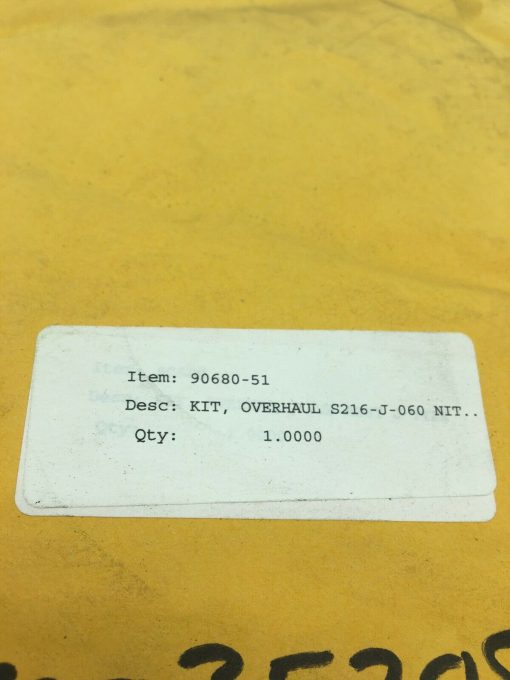 Item: 90680-51
Desc: KIT, OVERHAUL S216-J-060 NIT..
Qty: 1.0000